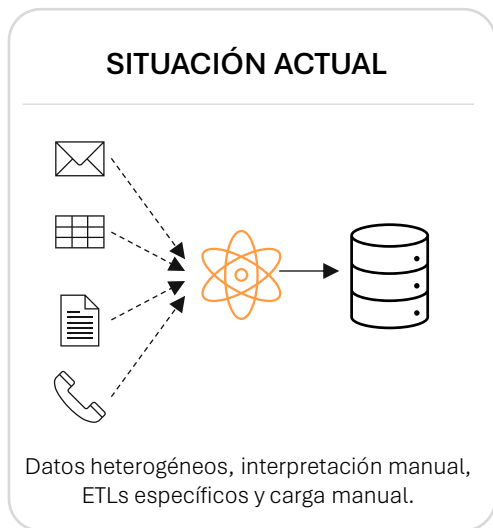 SITUACIÓN ACTUAL
Datos heterogéneos, interpretación manual,
ETLs específicos y carga manual.